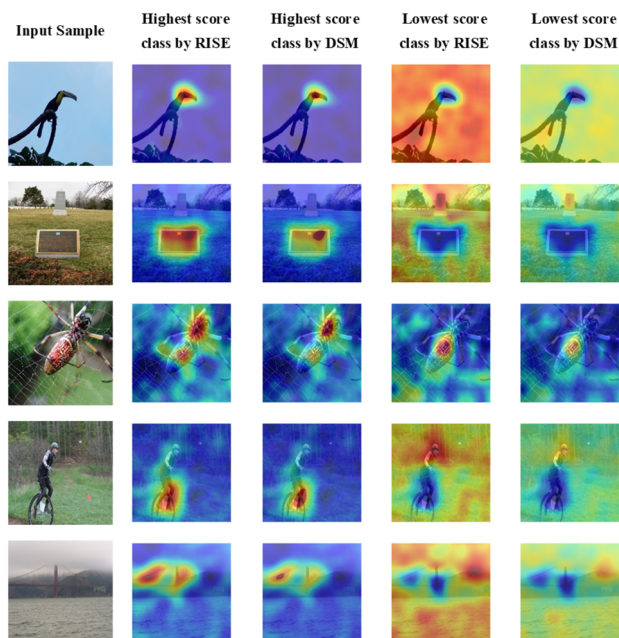 Input Sample
Highest score
class by RISE
Highest score
class by DSM
Lowest score
class by RISE
Lowest score
class by DSM